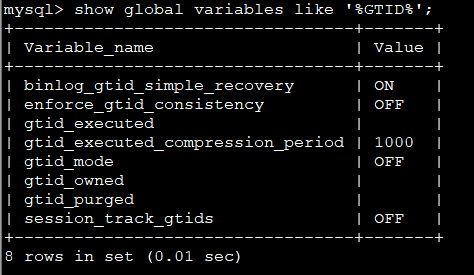 mysql> show global variables like '%GTID%';
+----------------------------------+-------+
| Variable_name                    | Value |
+----------------------------------+-------+
| binlog_gtid_simple_recovery      | ON    |
| enforce_gtid_consistency         | OFF   |
| gtid_executed                    |       |
| gtid_executed_compression_period | 1000  |
| gtid_mode                        | OFF   |
| gtid_owned                       |       |
| gtid_purged                      |       |
| session_track_gtids              | OFF   |
+----------------------------------+-------+
8 rows in set (0.01 sec)